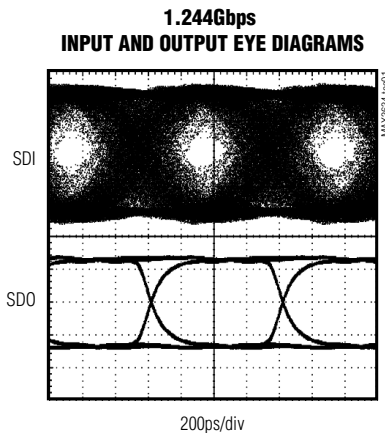 1.244Gbps
INPUT AND OUTPUT EYE DIAGRAMS
SDI
SDO
200ps/div